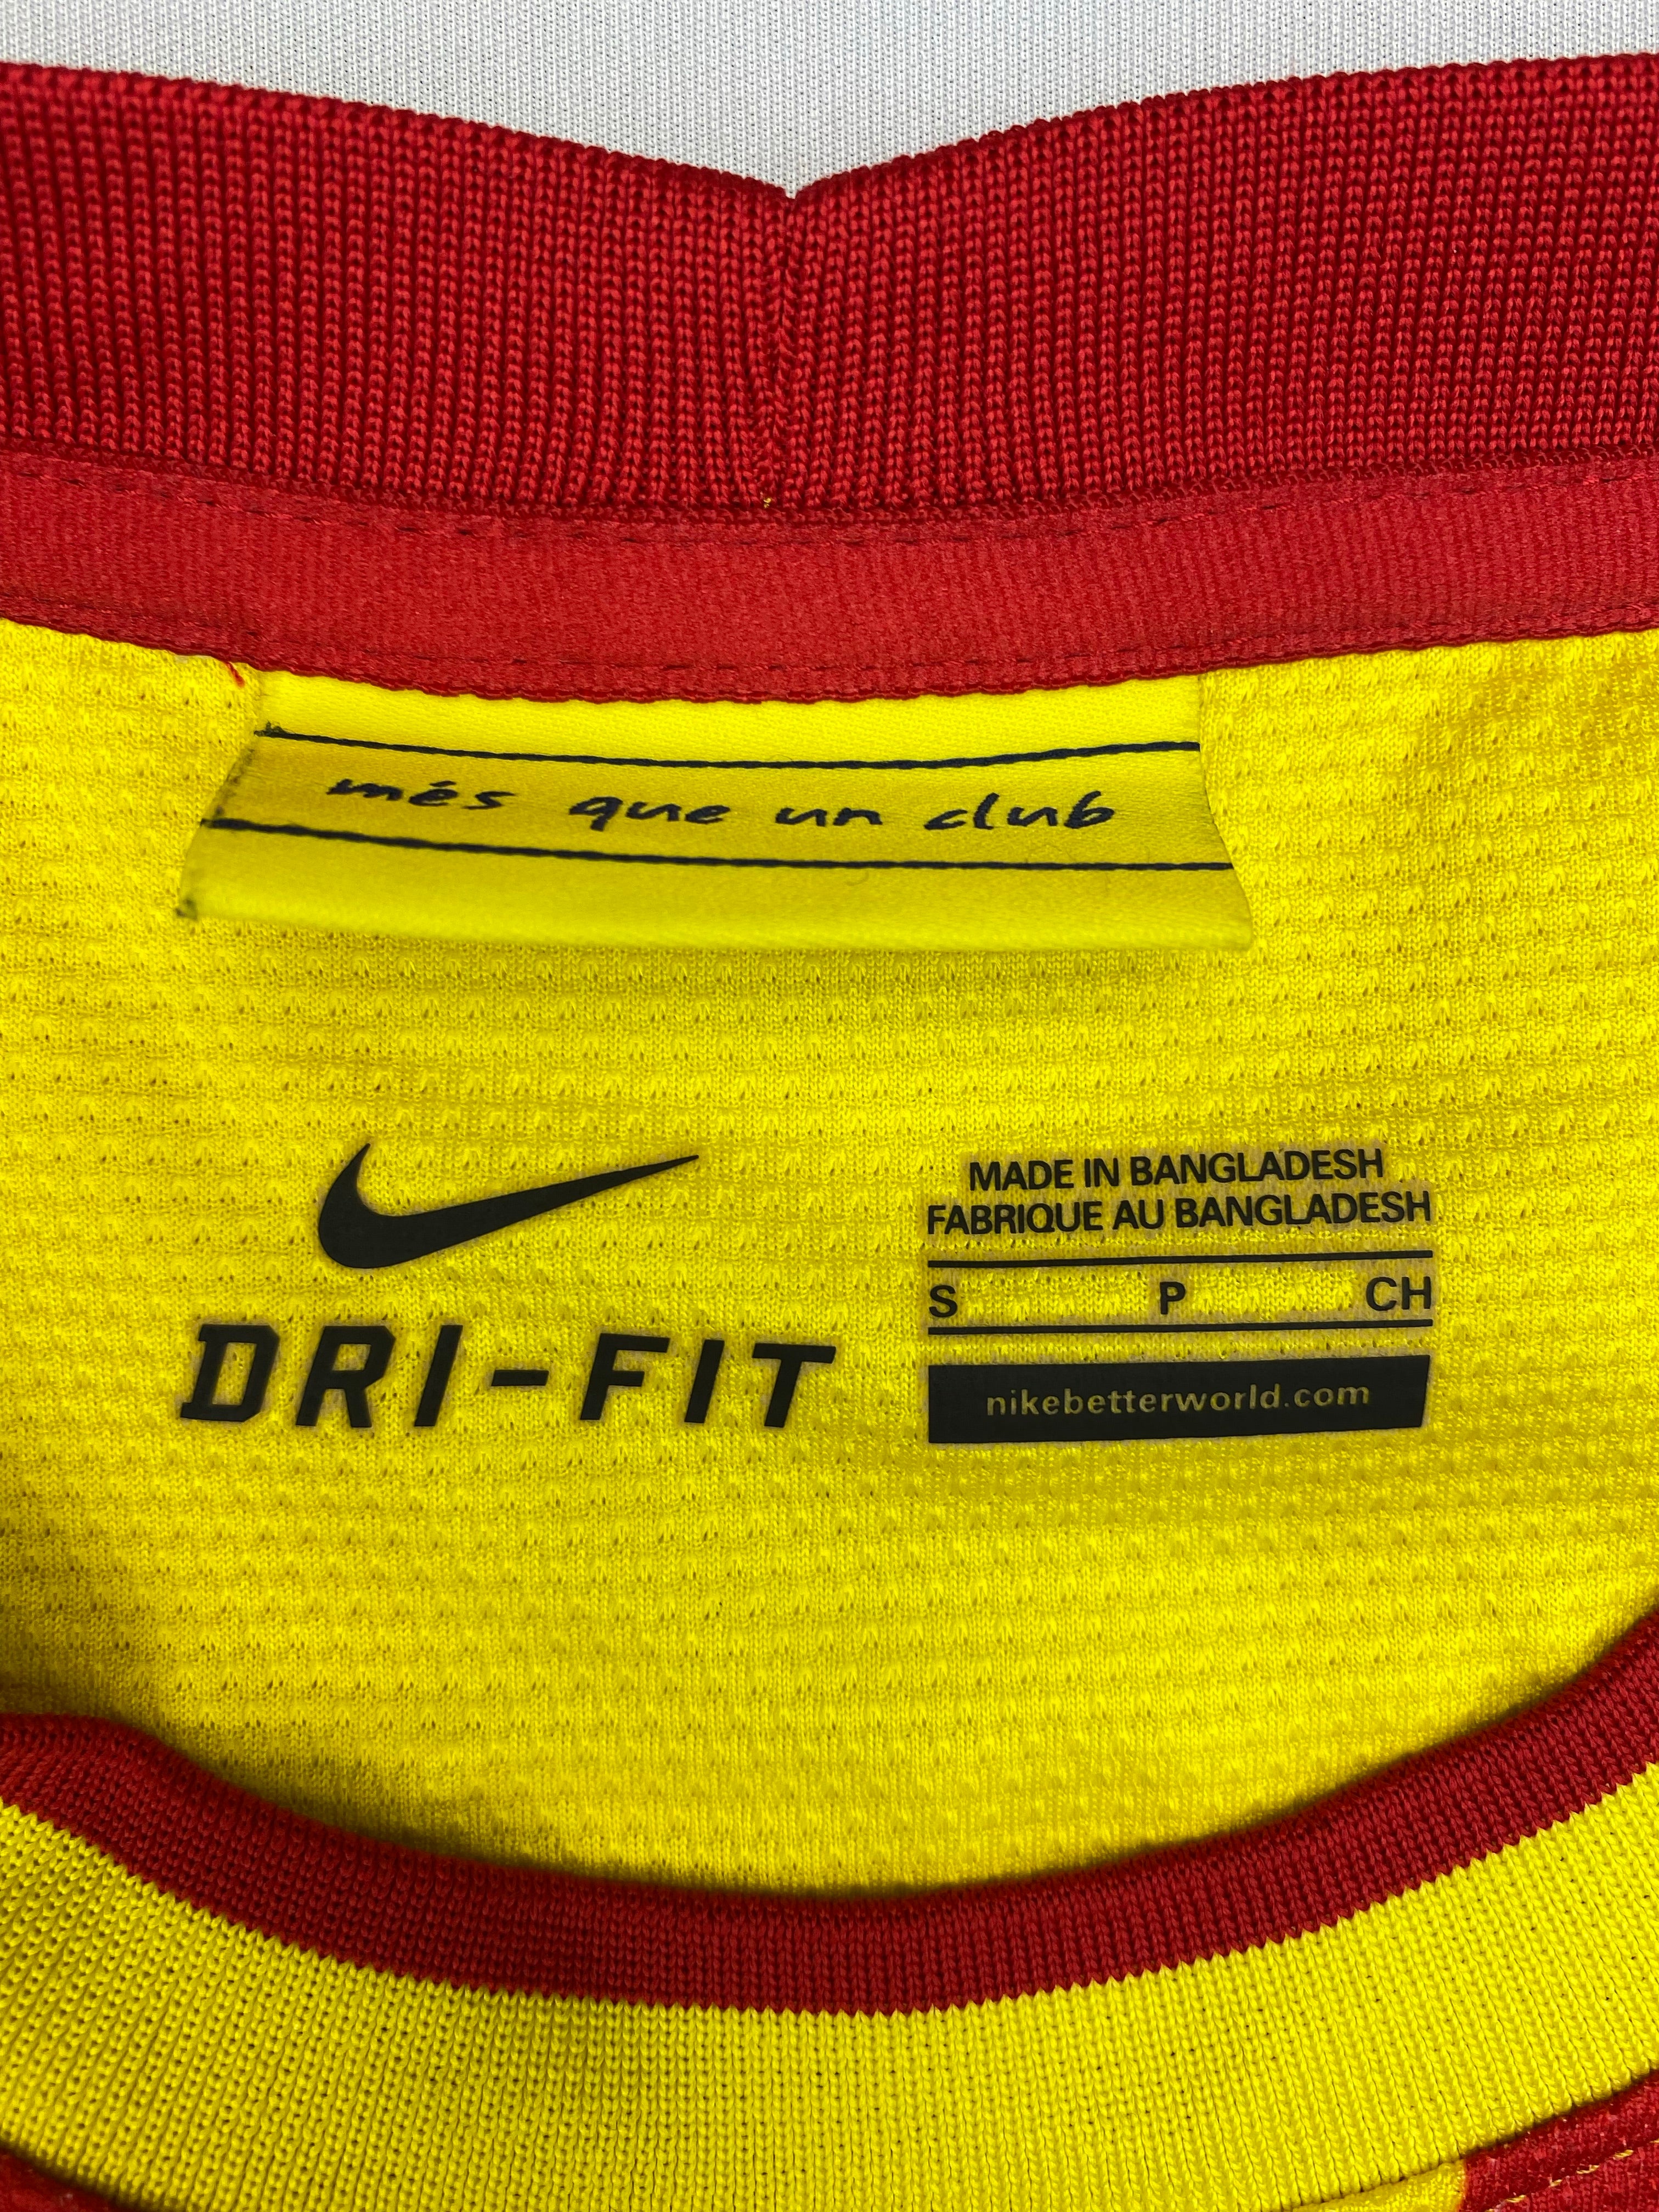 més que un club
DRI-FIT
MADE IN BANGLADESH
FABRIQUE AU BANGLADESH
S P CH
nikebetterworld.com